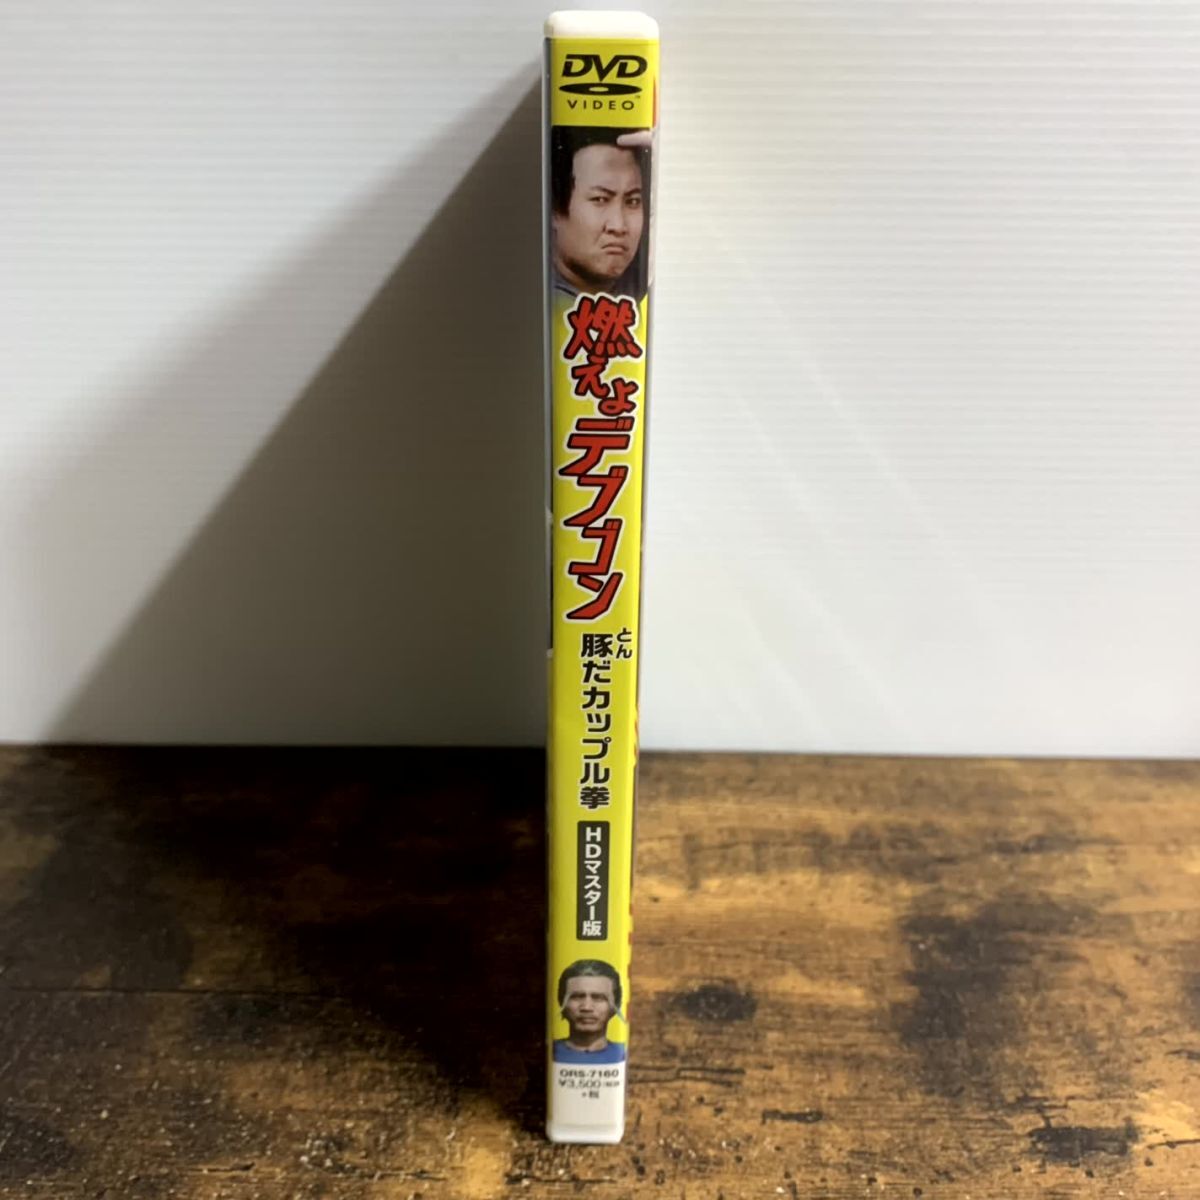 DVD
VIDEO
燃えよデブゴン
とん
豚だカップル拳
HDマスター版
ORS-7160
¥3,500
+税